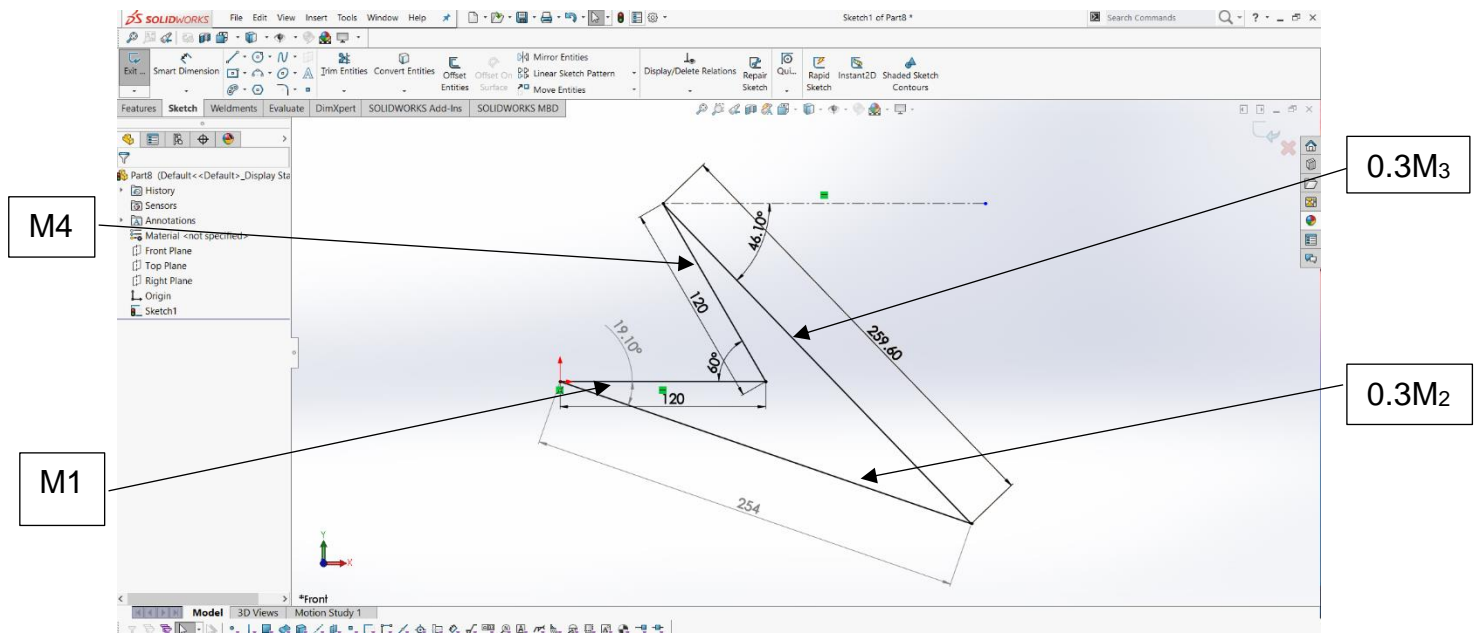 SOLIDWORKS File Edit View Insert Tools Window Help Sketch1 of Part8 * Search Commands
Exit ... Smart Dimension Trim Entities Convert Entities Offset Entities Offset On Surface Mirror Entities Linear Sketch Pattern Move Entities Display/Delete Relations Repair Sketch Qui... Rapid Sketch Instant2D Shaded Sketch Contours
Features Sketch Weldments Evaluate DimXpert SOLIDWORKS Add-Ins SOLIDWORKS MBD
Part8 (Default<<Default>_Display Sta
History
Sensors
Annotations
Material <not specified>
Front Plane
Top Plane
Right Plane
Origin
Sketch1
M4
0.3M3
46.10°
120
259.60
19.10°
60°
120
0.3M2
M1
254
Y
X
*Front
Model 3D Views Motion Study 1